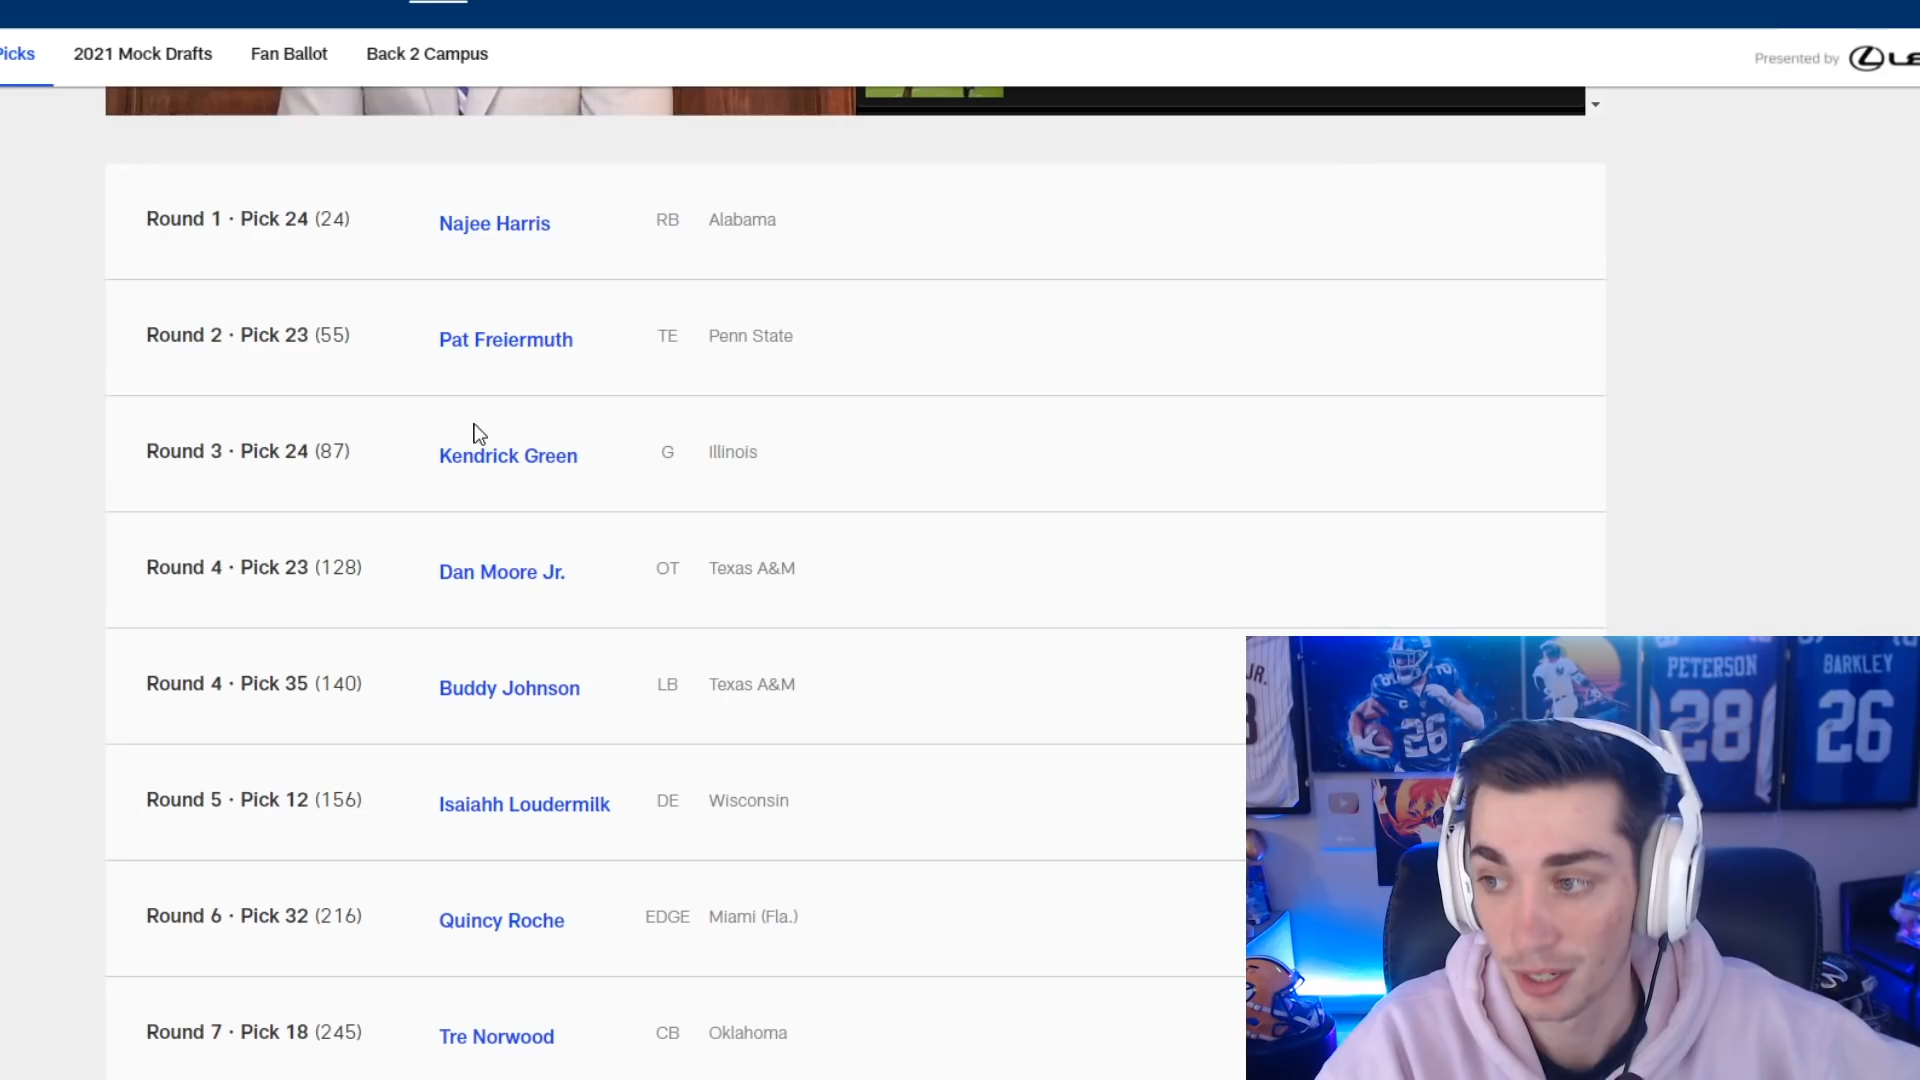 Picks 2021 Mock Drafts Fan Ballot Back 2 Campus Presented by
Round 1 · Pick 24 (24) Najee Harris RB Alabama
Round 2 · Pick 23 (55) Pat Freiermuth TE Penn State
Round 3 · Pick 24 (87) Kendrick Green G Illinois
Round 4 · Pick 23 (128) Dan Moore Jr. OT Texas A&M
Round 4 · Pick 35 (140) Buddy Johnson LB Texas A&M
Round 5 · Pick 12 (156) Isaiahh Loudermilk DE Wisconsin
Round 6 · Pick 32 (216) Quincy Roche EDGE Miami (Fla.)
Round 7 · Pick 18 (245) Tre Norwood CB Oklahoma
JR.
PETERSON
28
BARKLEY
26
26